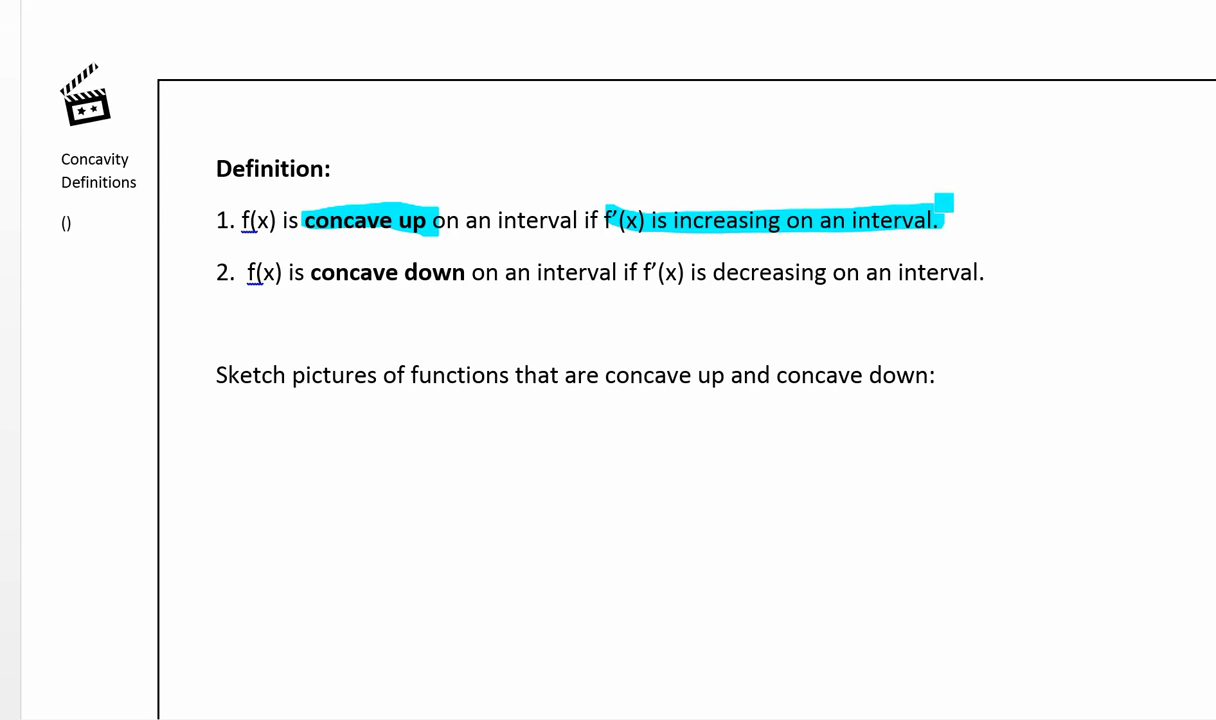 Concavity
Definitions
()
Definition:
1. f(x) is concave up on an interval if f′(x) is increasing on an interval.
2. f(x) is concave down on an interval if f′(x) is decreasing on an interval.
Sketch pictures of functions that are concave up and concave down: